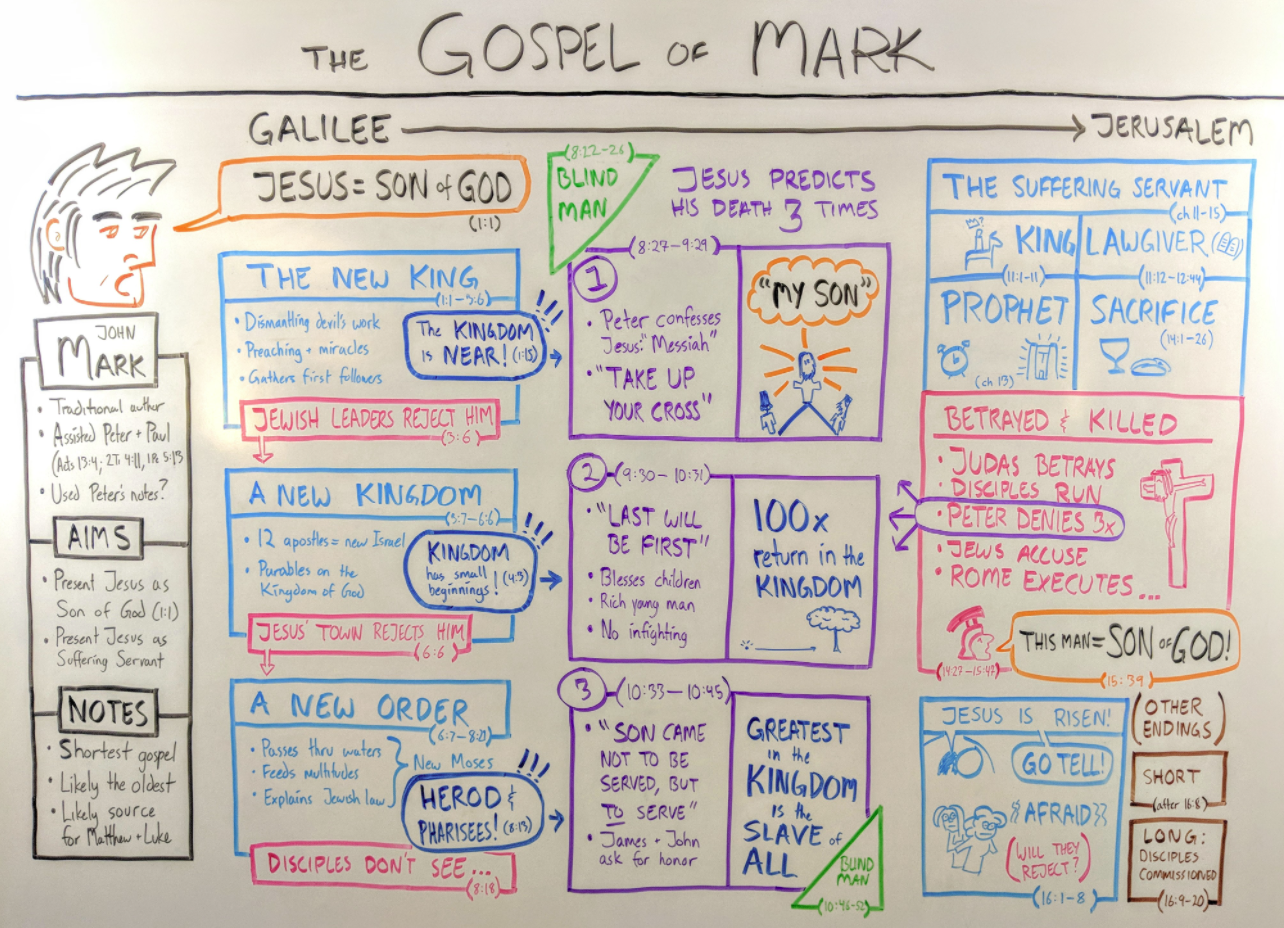 THE GOSPEL OF MARK
GALILEE
JERUSALEM
JESUS = SON of GOD
(1:1)
JOHN
MARK
• Traditional author
• Assisted Peter + Paul
(Acts 13:4; 2Ti 4:11, 1Pe 5:13
• Used Peter's notes?
AIMS
• Present Jesus as
Son of God (1:1)
• Present Jesus as
Suffering Servant
NOTES
• Shortest gospel
• Likely the oldest
• Likely source
for Matthew + Luke
THE NEW KING
(1:1-3:6)
• Dismantling devil's work
• Preaching + miracles
• Gathers first followers
The KINGDOM
is NEAR! (1:15)
!!!
JEWISH LEADERS REJECT HIM
(3:6)
A NEW KINGDOM
(3:7-6:6)
• 12 apostles = new Israel
• Parables on the
Kingdom of God
KINGDOM
has small
beginnings! (4:3)
!!!
JESUS' TOWN REJECTS HIM
(6:6)
A NEW ORDER
(6:7-8:21)
• Passes thru waters
• Feeds multitudes
• Explains Jewish law
New Moses
HEROD &
PHARISEES! (8:15)
!!!
DISCIPLES DON'T SEE...
(8:18)
(8:22-26)
BLIND
MAN
JESUS PREDICTS
HIS DEATH 3 TIMES
(8:27-9:29)
1
• Peter confesses
Jesus: "Messiah"
• "TAKE UP
YOUR CROSS"
"MY SON"
2
(9:30-10:31)
• "LAST WILL
BE FIRST"
• Blesses children
• Rich young man
• No infighting
100x
return in the
KINGDOM
3
(10:33-10:45)
• "SON CAME
NOT TO BE
SERVED, BUT
TO SERVE"
• James + John
ask for honor
GREATEST
in the
KINGDOM
is the
SLAVE of
ALL
BLIND
MAN
(10:46-52)
THE SUFFERING SERVANT
(ch 11-15)
KING
(11:1-11)
LAWGIVER
(11:12-12:44)
PROPHET
(ch 13)
SACRIFICE
(14:1-26)
BETRAYED & KILLED
• JUDAS BETRAYS
• DISCIPLES RUN
• PETER DENIES 3x
• JEWS ACCUSE
• ROME EXECUTES...
(14:27-15:47)
THIS MAN = SON OF GOD!
(15:39)
JESUS IS RISEN!
GO TELL!
AFRAID
(WILL THEY
REJECT?)
(16:1-8)
(OTHER
ENDINGS)
SHORT
(after 16:8)
LONG:
DISCIPLES
COMMISSIONED
(16:9-20)